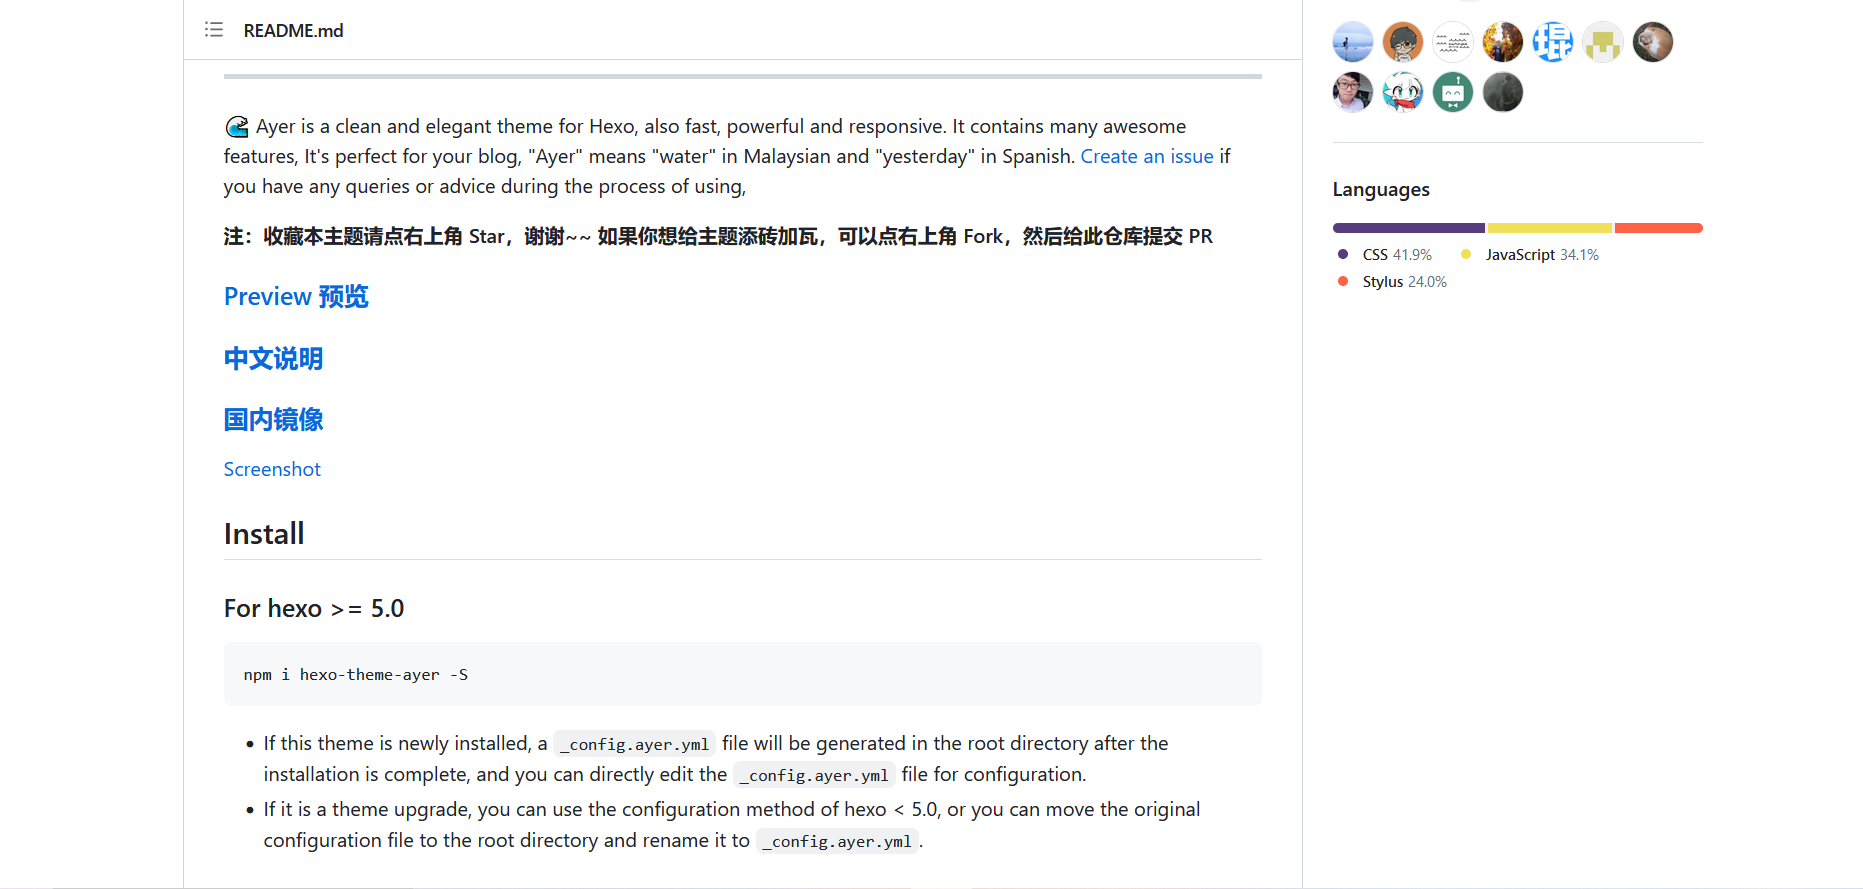 README.md
Ayer is a clean and elegant theme for Hexo, also fast, powerful and responsive. It contains many awesome
features, It's perfect for your blog, "Ayer" means "water" in Malaysian and "yesterday" in Spanish. Create an issue if
you have any queries or advice during the process of using,
注：收藏本主题请点右上角 Star，谢谢~~ 如果你想给主题添砖加瓦，可以点右上角 Fork，然后给此仓库提交 PR
Preview 预览
中文说明
国内镜像
Screenshot
Install
For hexo >= 5.0
npm i hexo-theme-ayer -S
If this theme is newly installed, a _config.ayer.yml file will be generated in the root directory after the
installation is complete, and you can directly edit the _config.ayer.yml file for configuration.
If it is a theme upgrade, you can use the configuration method of hexo < 5.0, or you can move the original
configuration file to the root directory and rename it to _config.ayer.yml.
琨
Languages
CSS 41.9%
JavaScript 34.1%
Stylus 24.0%